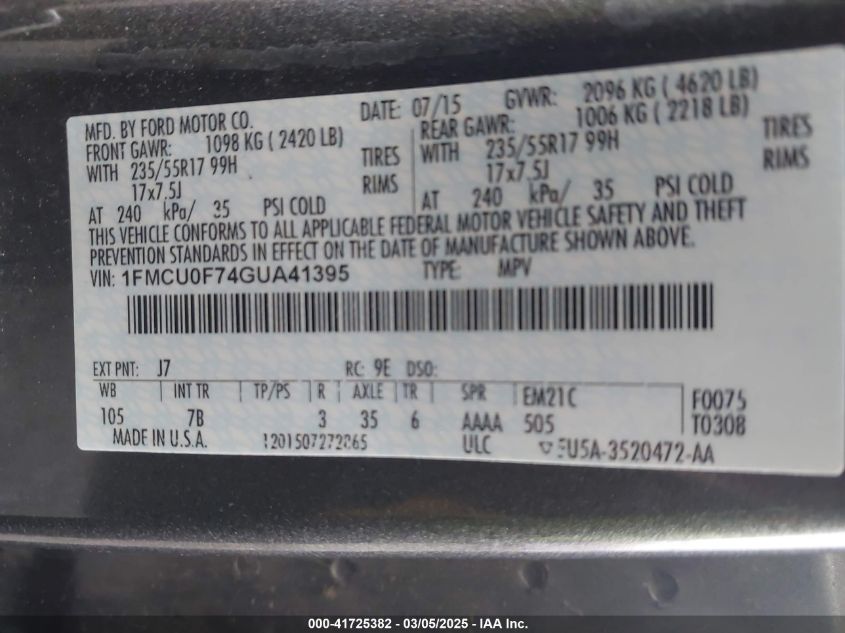 MFD. BY FORD MOTOR CO. DATE: 07/15 GVWR: 2096 KG ( 4620 LB)
FRONT GAWR: 1098 KG ( 2420 LB) REAR GAWR: 1006 KG ( 2218 LB)
WITH 235/55R17 99H TIRES WITH 235/55R17 99H TIRES
17x7.5J RIMS 17x7.5J RIMS
AT 240 kPa/ 35 PSI COLD AT 240 kPa/ 35 PSI COLD
THIS VEHICLE CONFORMS TO ALL APPLICABLE FEDERAL MOTOR VEHICLE SAFETY AND THEFT
PREVENTION STANDARDS IN EFFECT ON THE DATE OF MANUFACTURE SHOWN ABOVE.
VIN: 1FMCU0F74GUA41395 TYPE: MPV
EXT PNT: J7 RC: 9E DSO:
WB INT TR TP/PS R AXLE TR SPR EM21C F0075
105 7B 3 35 6 AAAA 505 T0308
MADE IN U.S.A. ULC U5A-3520472-AA
000-41725382 - 03/05/2025 - IAA Inc.